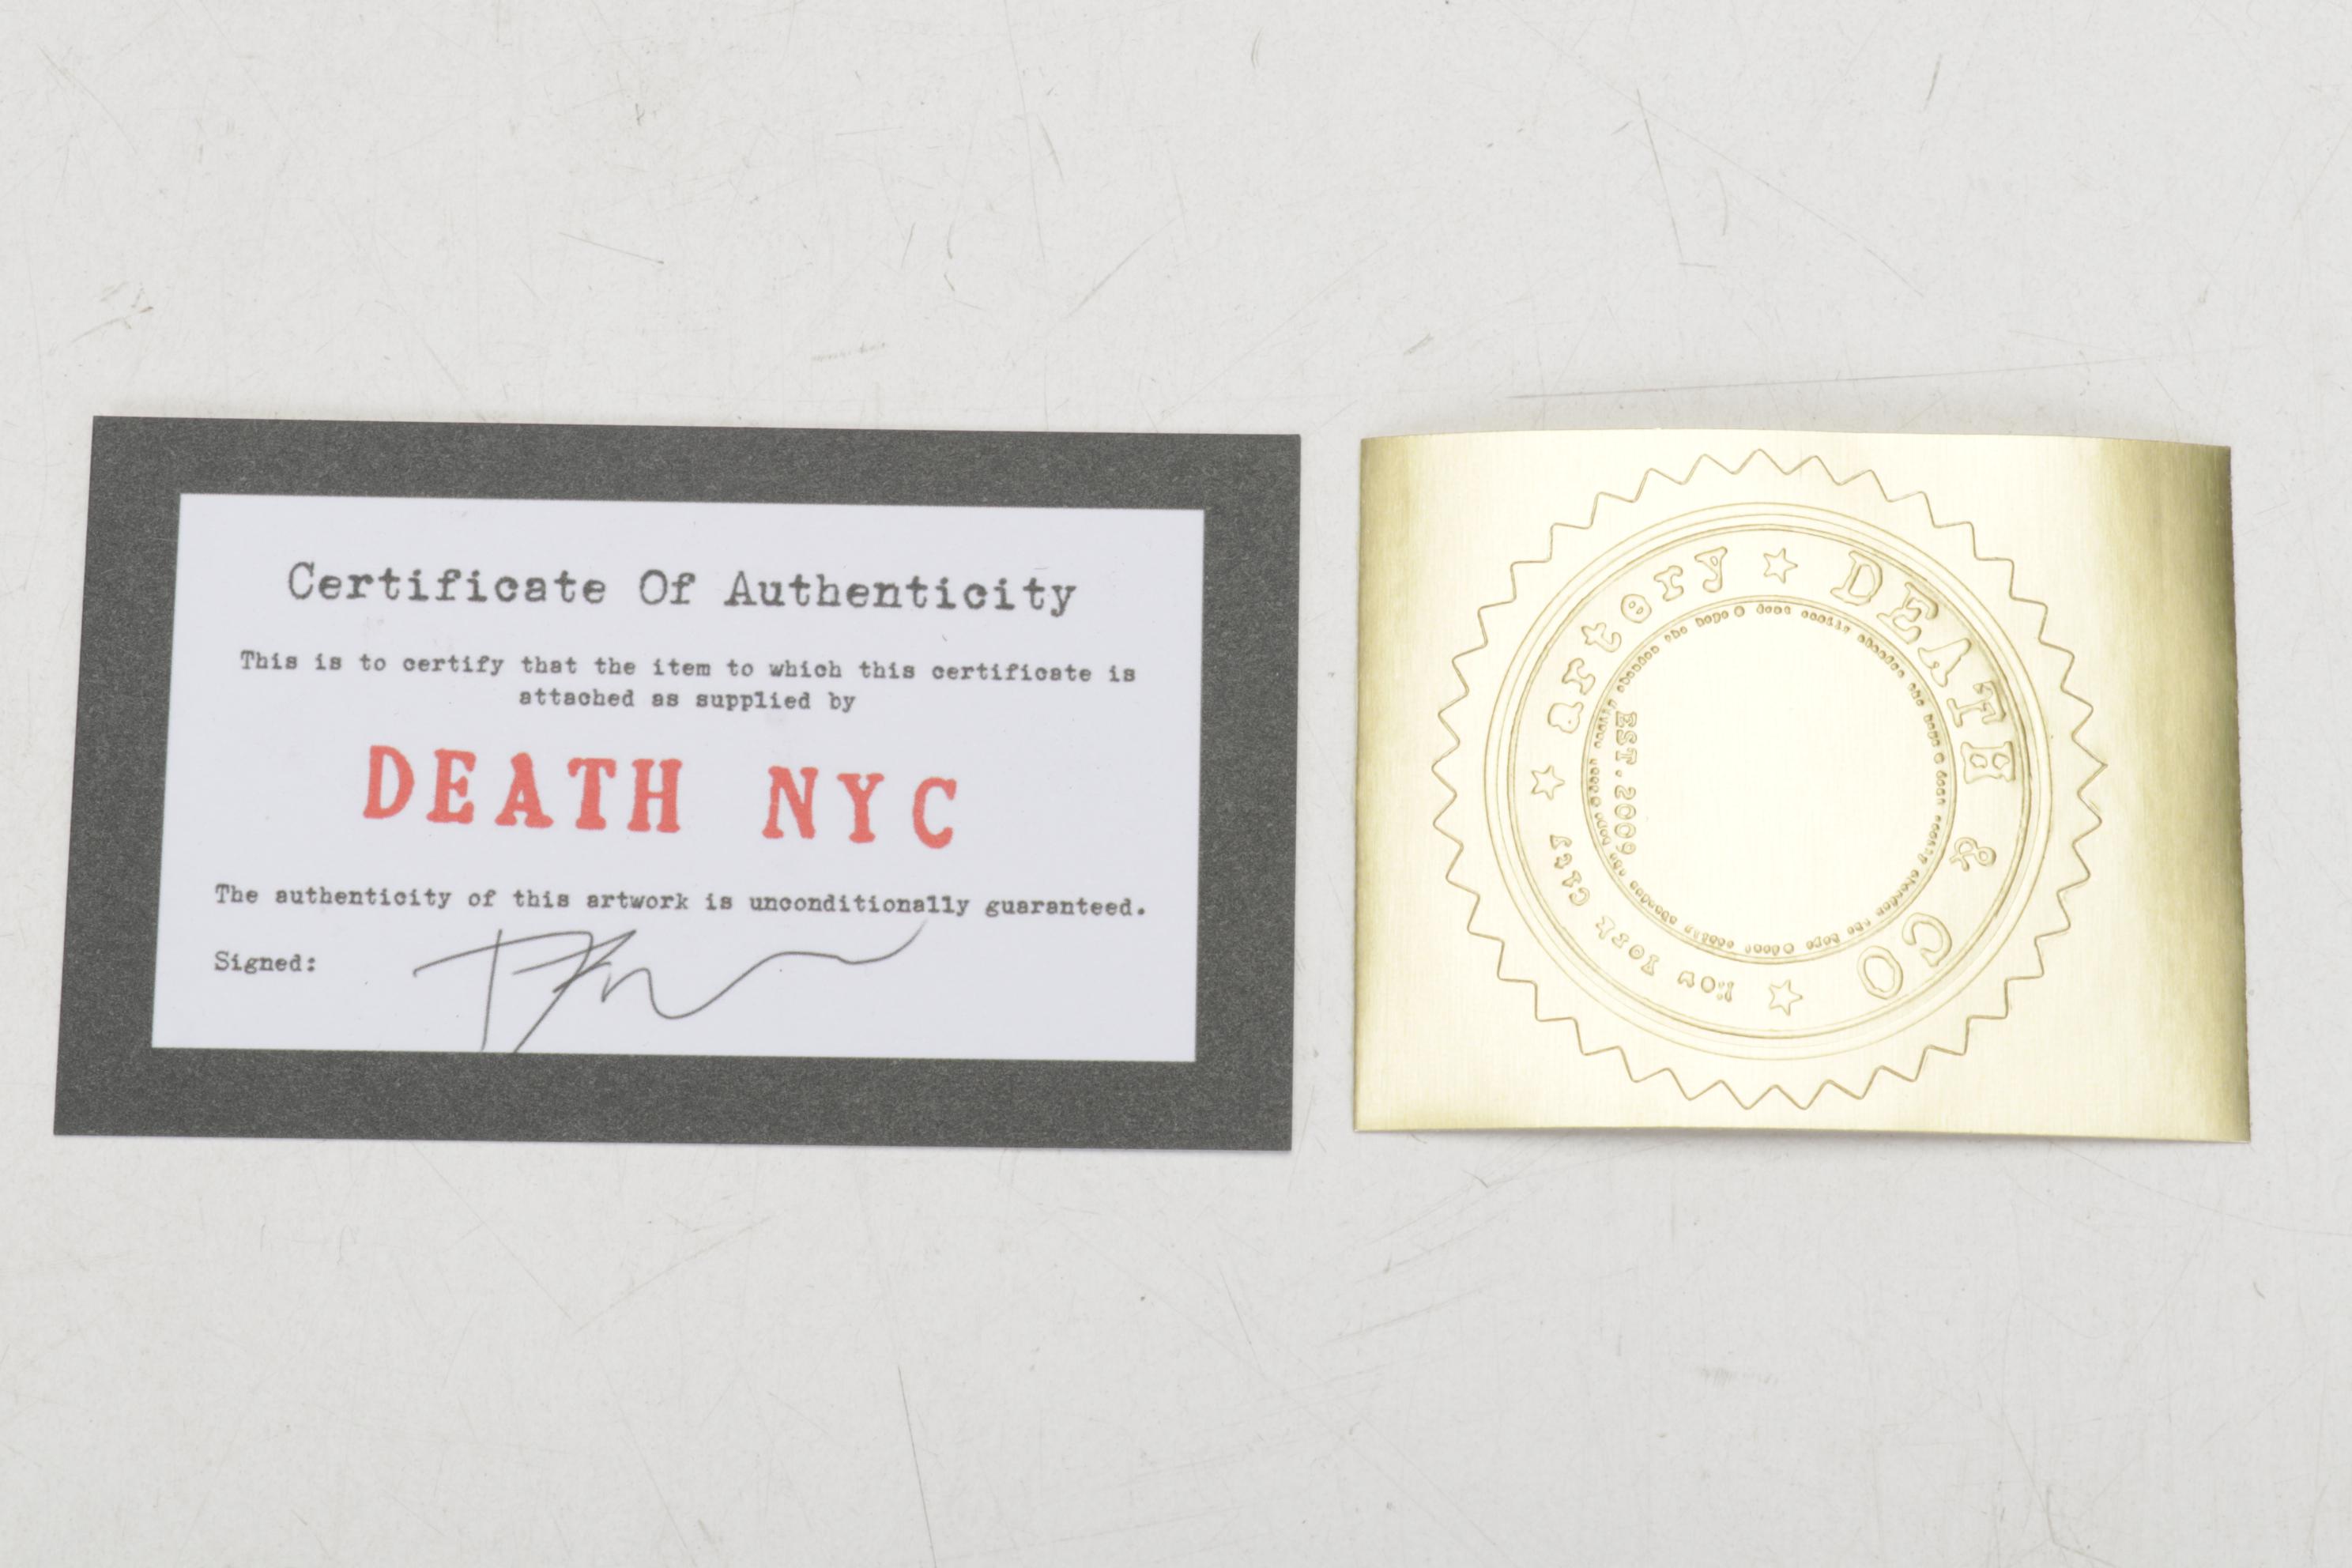 Certificate Of Authenticity
This is to certify that the item to which this certificate is
attached as supplied by
DEATH NYC
The authenticity of this artwork is unconditionally guaranteed.
Signed:
DEATH & CO
New York City
artery
EST.2009